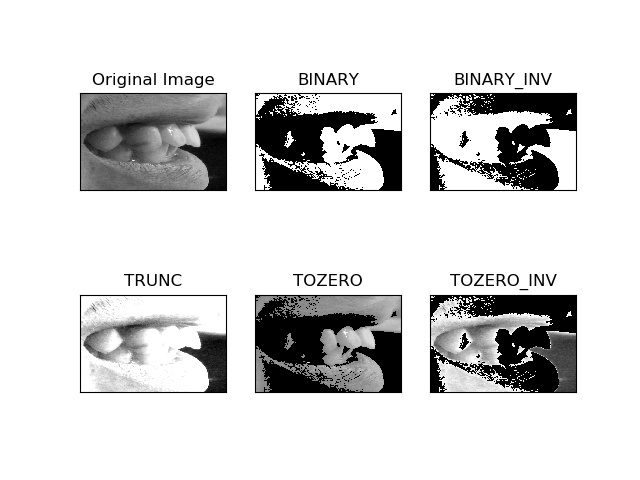 Original Image
BINARY
BINARY_INV
TRUNC
TOZERO
TOZERO_INV